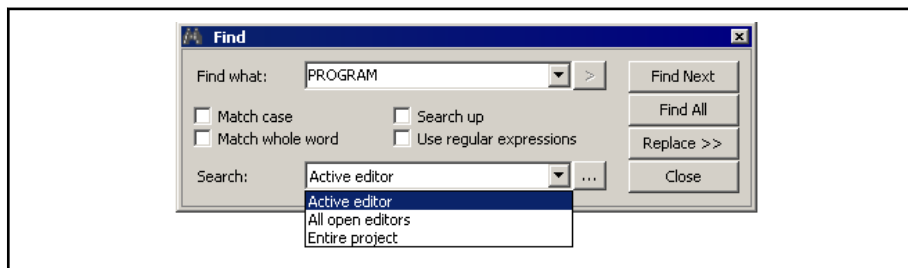 Find
Find what: PROGRAM > Find Next
Match case Search up Find All
Match whole word Use regular expressions Replace >>
Search: Active editor ... Close
Active editor
All open editors
Entire project